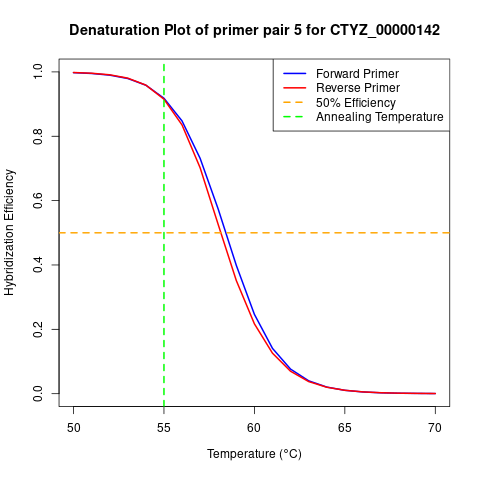 Denaturation Plot of primer pair 5 for CTYZ_00000142
Forward Primer
Reverse Primer
50% Efficiency
Annealing Temperature
Hybridization Efficiency
1.0
0.8
0.6
0.4
0.2
0.0
50
55
60
65
70
Temperature (°C)